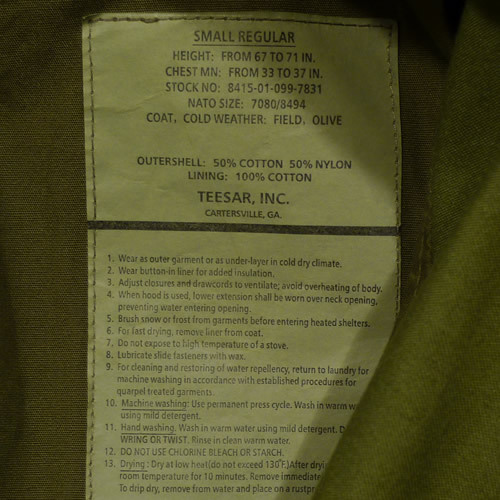 SMALL REGULAR
HEIGHT: FROM 67 TO 71 IN.
CHEST MN: FROM 33 TO 37 IN.
STOCK NO: 8415-01-099-7831
NATO SIZE: 7080/8494
COAT, COLD WEATHER: FIELD, OLIVE
OUTERSHELL: 50% COTTON 50% NYLON
LINING: 100% COTTON
TEESAR, INC.
CARTERSVILLE, GA.
1. Wear as outer garment or as under-layer in cold dry climate.
2. Wear button-in liner for added insulation.
3. Adjust closures and drawcords to ventilate; avoid overheating of body.
4. When hood is used, lower extension shall be worn over neck opening,
preventing water entering opening.
5. Brush snow or frost from garments before entering heated shelters.
6. For fast drying, remove liner from coat.
7. Do not expose to high temperature of a stove.
8. Lubricate slide fasteners with wax.
9. For cleaning and restoring of water repellency, return to laundry for
machine washing in accordance with established procedures for
quarpel treated garments.
10. Machine washing: Use permanent press cycle. Wash in warm
using mild detergent.
11. Hand washing. Wash in warm water using mild detergent.
WRING OR TWIST. Rinse in clean warm water.
12. DO NOT USE CHLORINE BLEACH OR STARCH.
13. Drying: Dry at low heat(do not exceed 130°F.)After
room temperature for 10 minutes. Remove immediate
To drip dry, remove from water and place on a